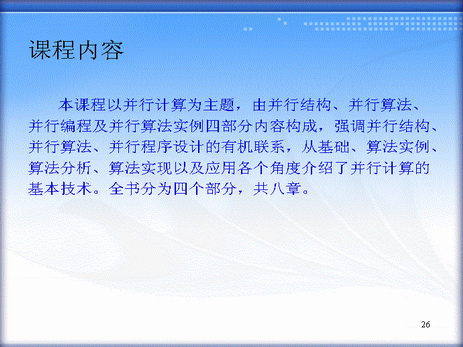 课程内容
本课程以并行计算为主题，由并行结构、并行算法、
并行编程及并行算法实例四部分内容构成，强调并行结构、
并行算法、并行程序设计的有机联系，从基础、算法实例、
算法分析、算法实现以及应用各个角度介绍了并行计算的
基本技术。全书分为四个部分，共八章。
26